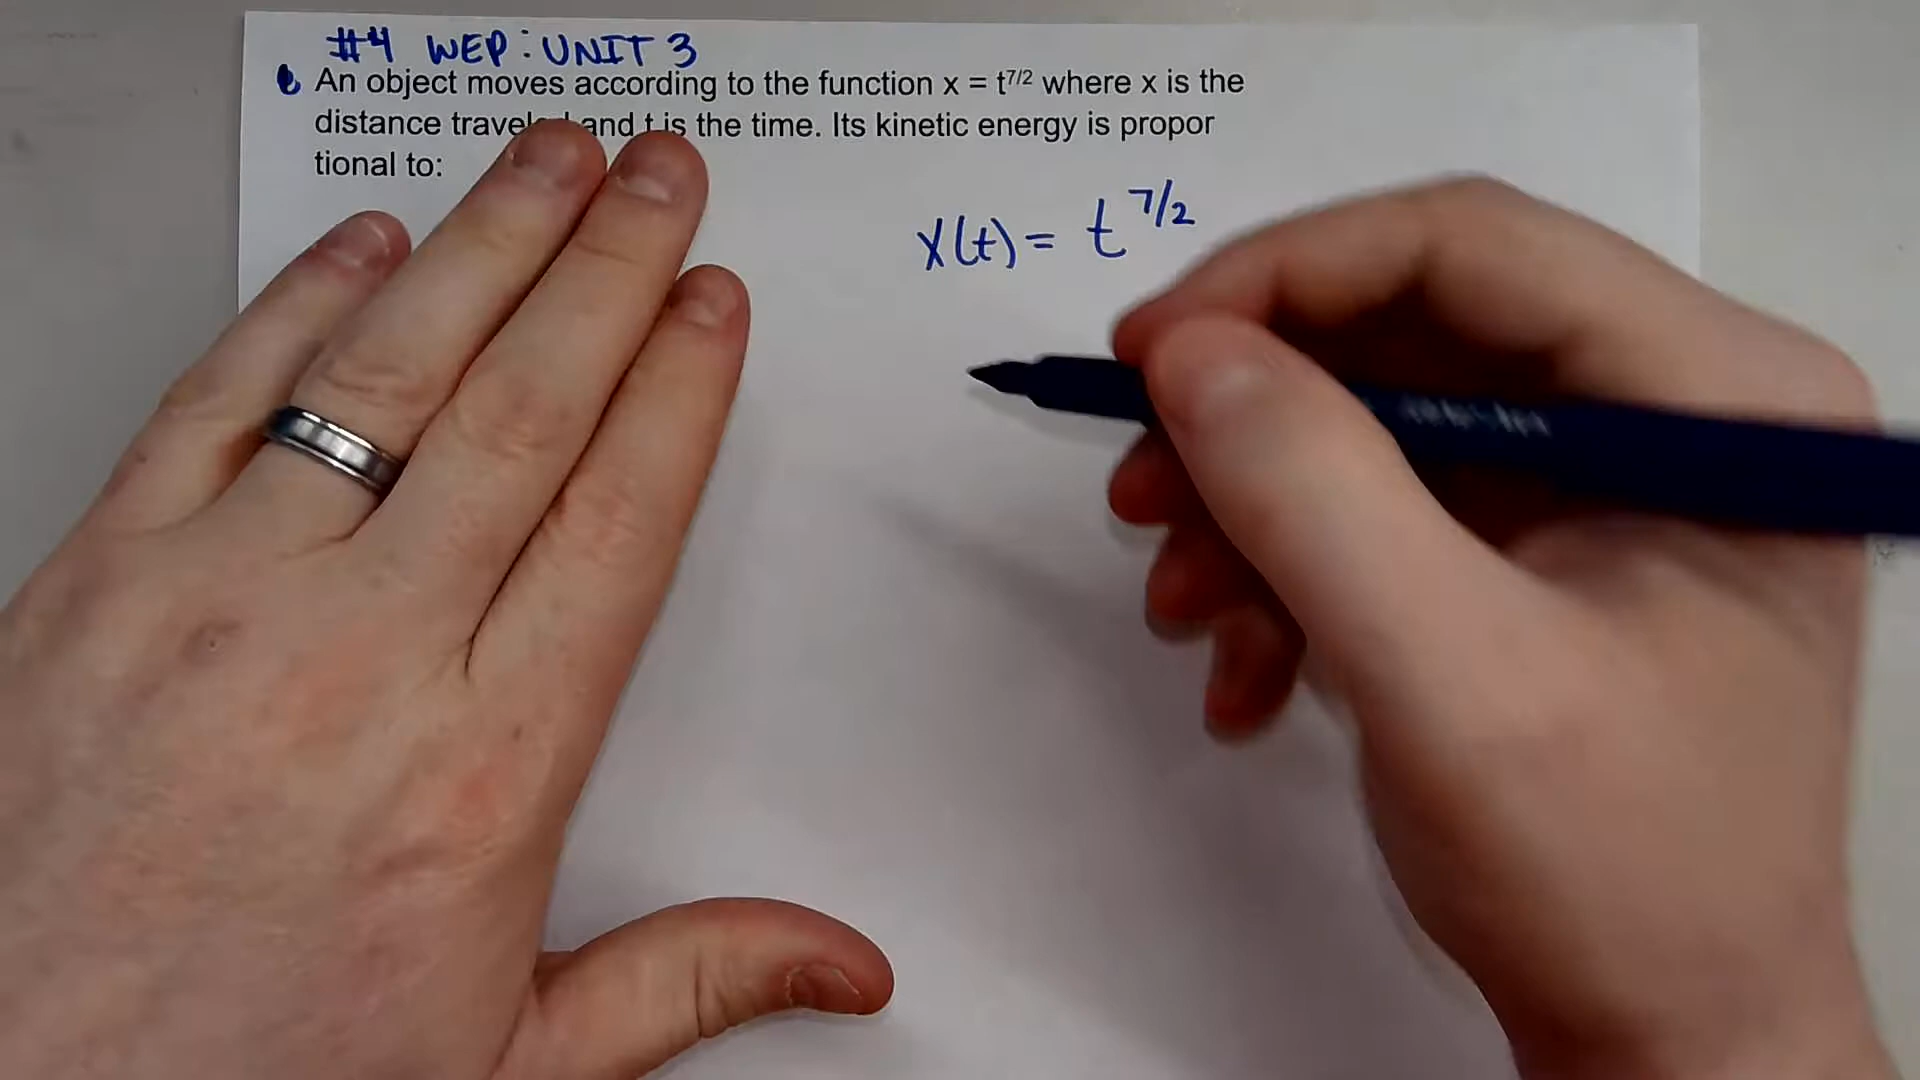 #4 WEP: UNIT 3
An object moves according to the function x = t^7/2 where x is the
distance and t is the time. Its kinetic energy is propor
tional to:
x(t) = t^7/2